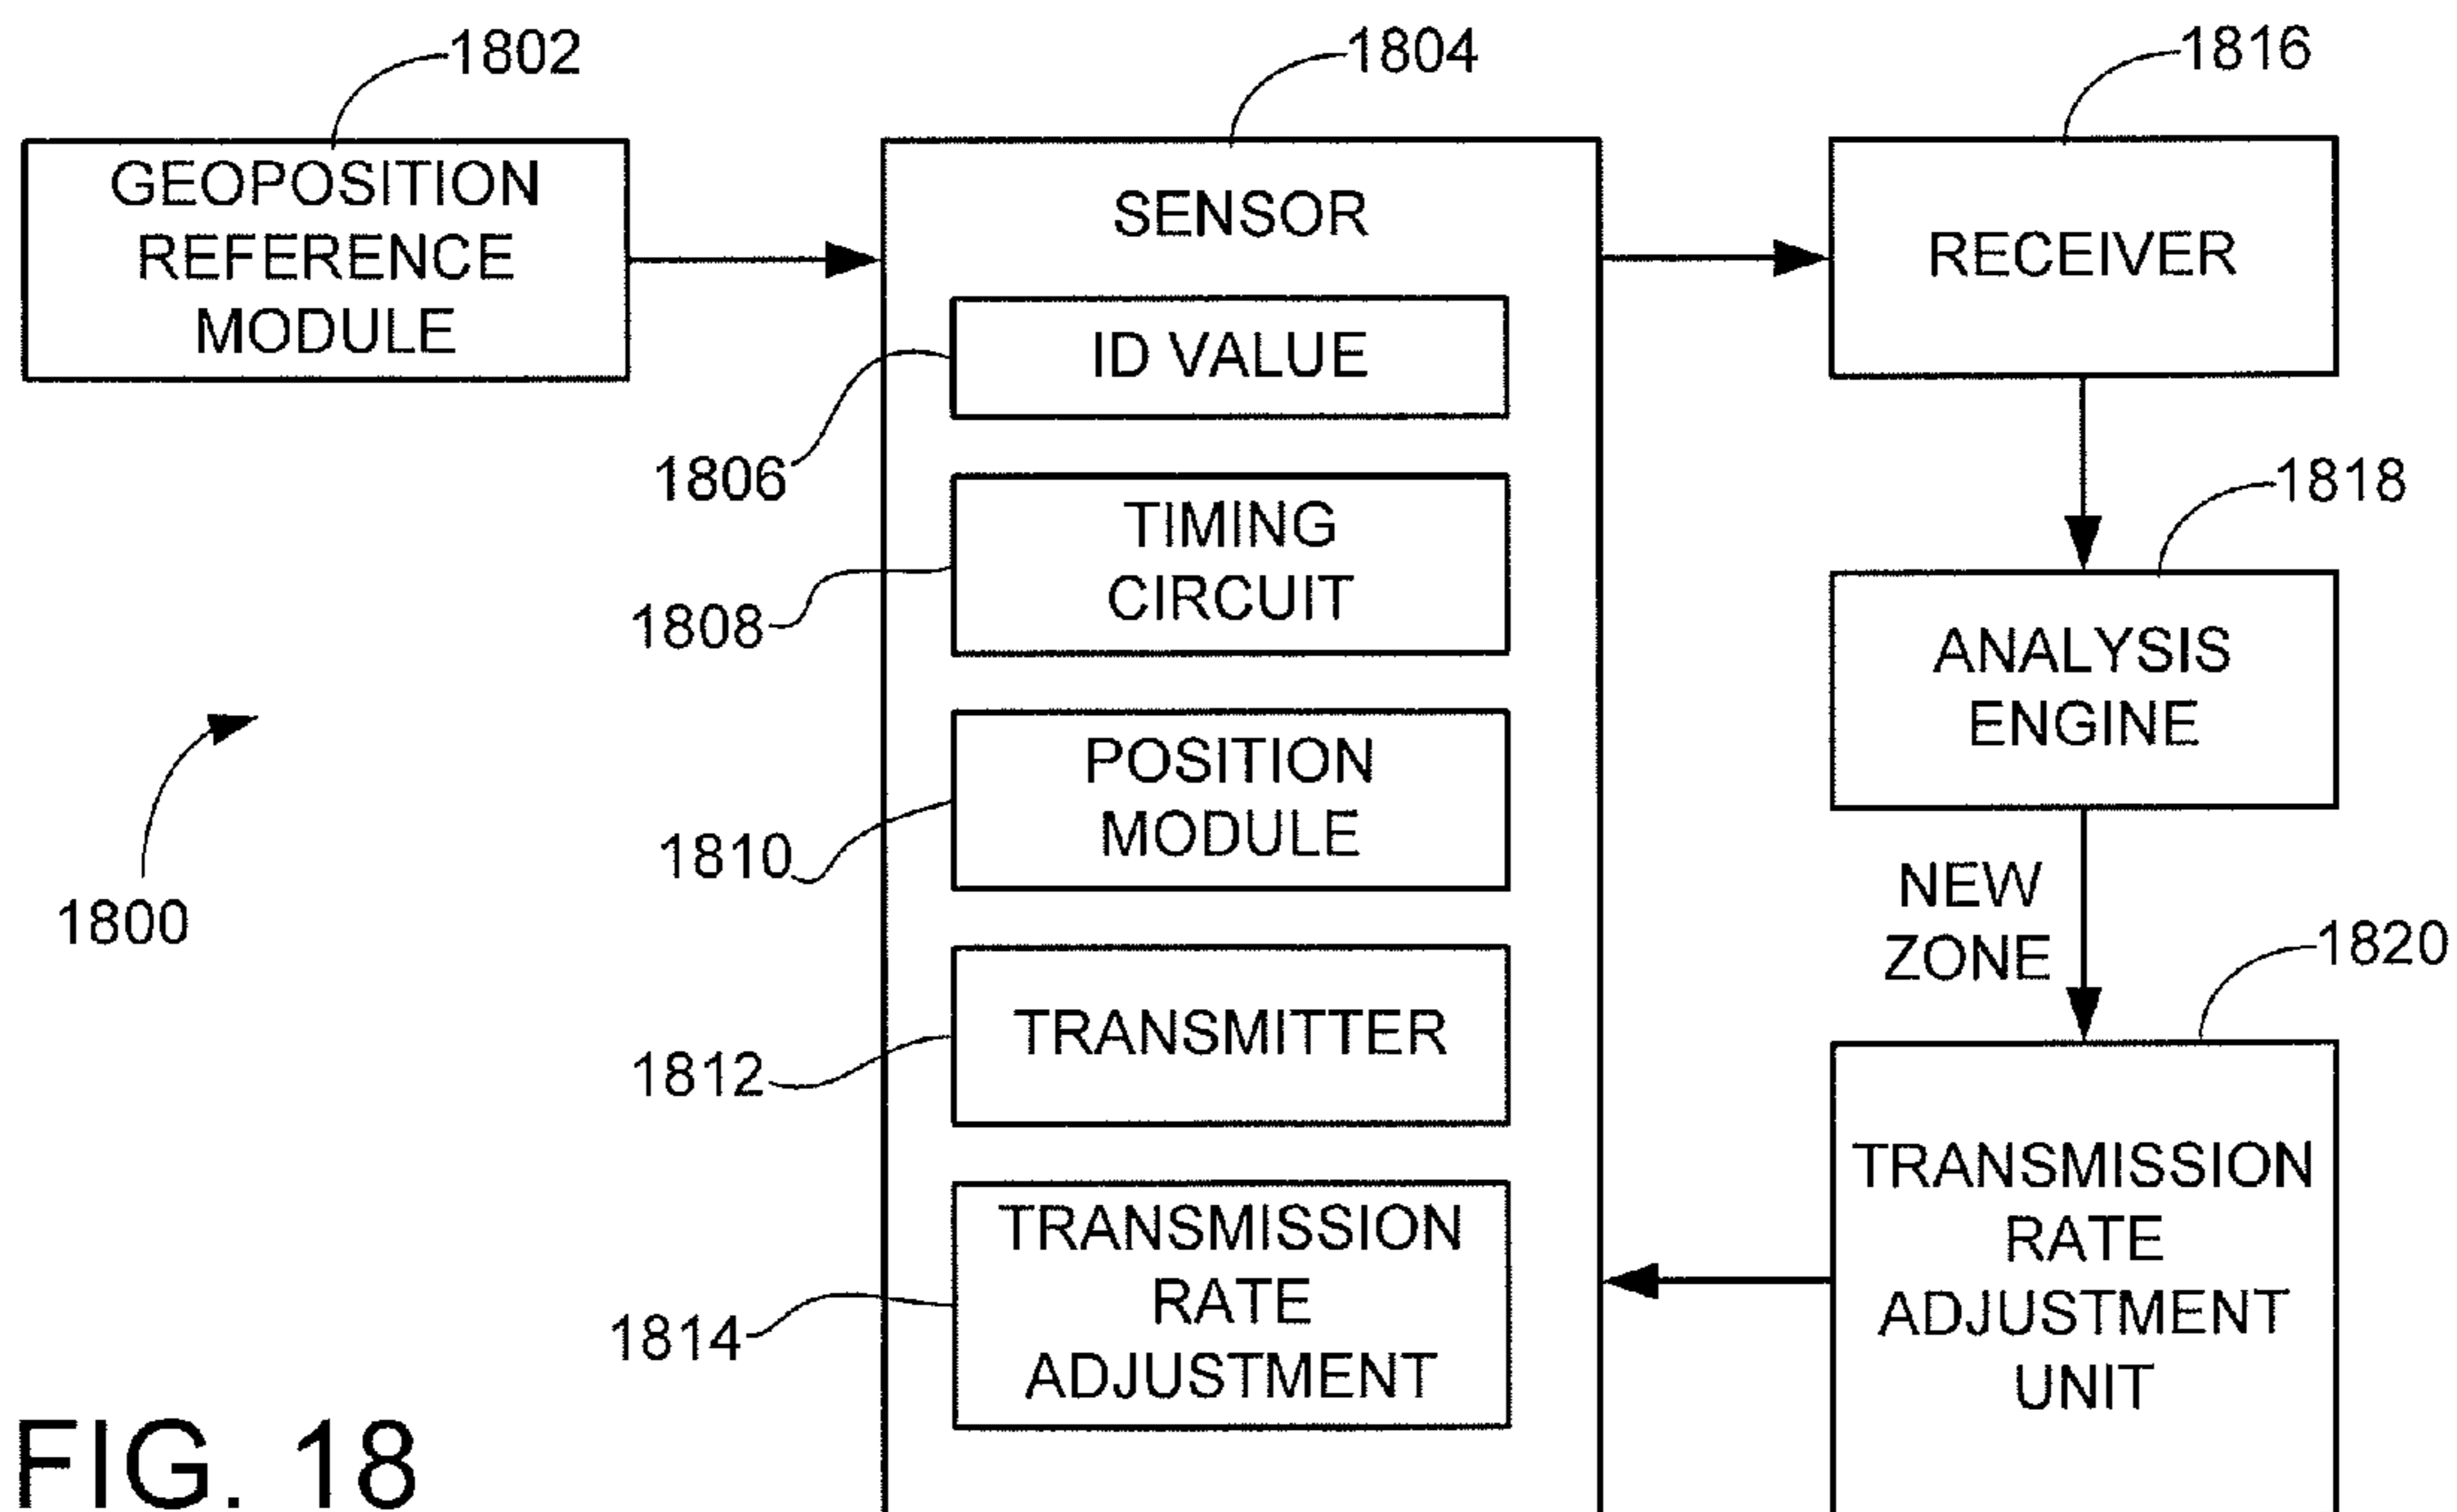 1802
GEOPOSITION
REFERENCE
MODULE
1804
SENSOR
ID VALUE
1806
TIMING
CIRCUIT
1808
POSITION
MODULE
1810
TRANSMITTER
1812
TRANSMISSION
RATE
ADJUSTMENT
1814
1816
RECEIVER
1818
ANALYSIS
ENGINE
NEW
ZONE
1820
TRANSMISSION
RATE
ADJUSTMENT
UNIT
1800
FIG. 18